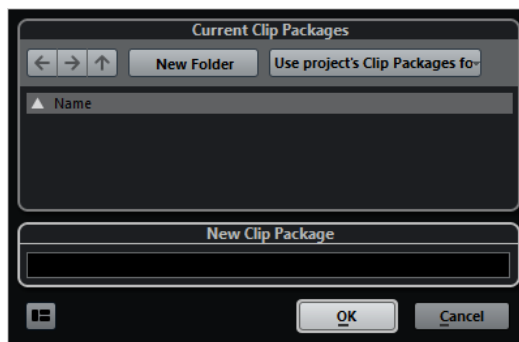 Current Clip Packages
New Folder
Use project's Clip Packages fo
Name
New Clip Package
OK
Cancel